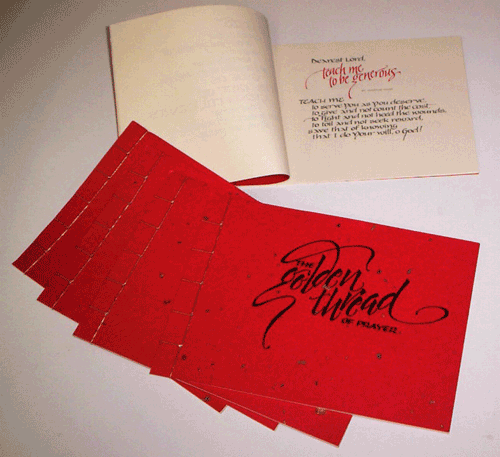 Dearest Lord,
teach me
to be generous
TEACH ME
to serve you as you deserve
to give and not count the cost
to fight and not heed the wounds,
to toil and not seek reward,
save that of knowing
that I do your will, O God!
THE
golden
thread
OF PRAYER